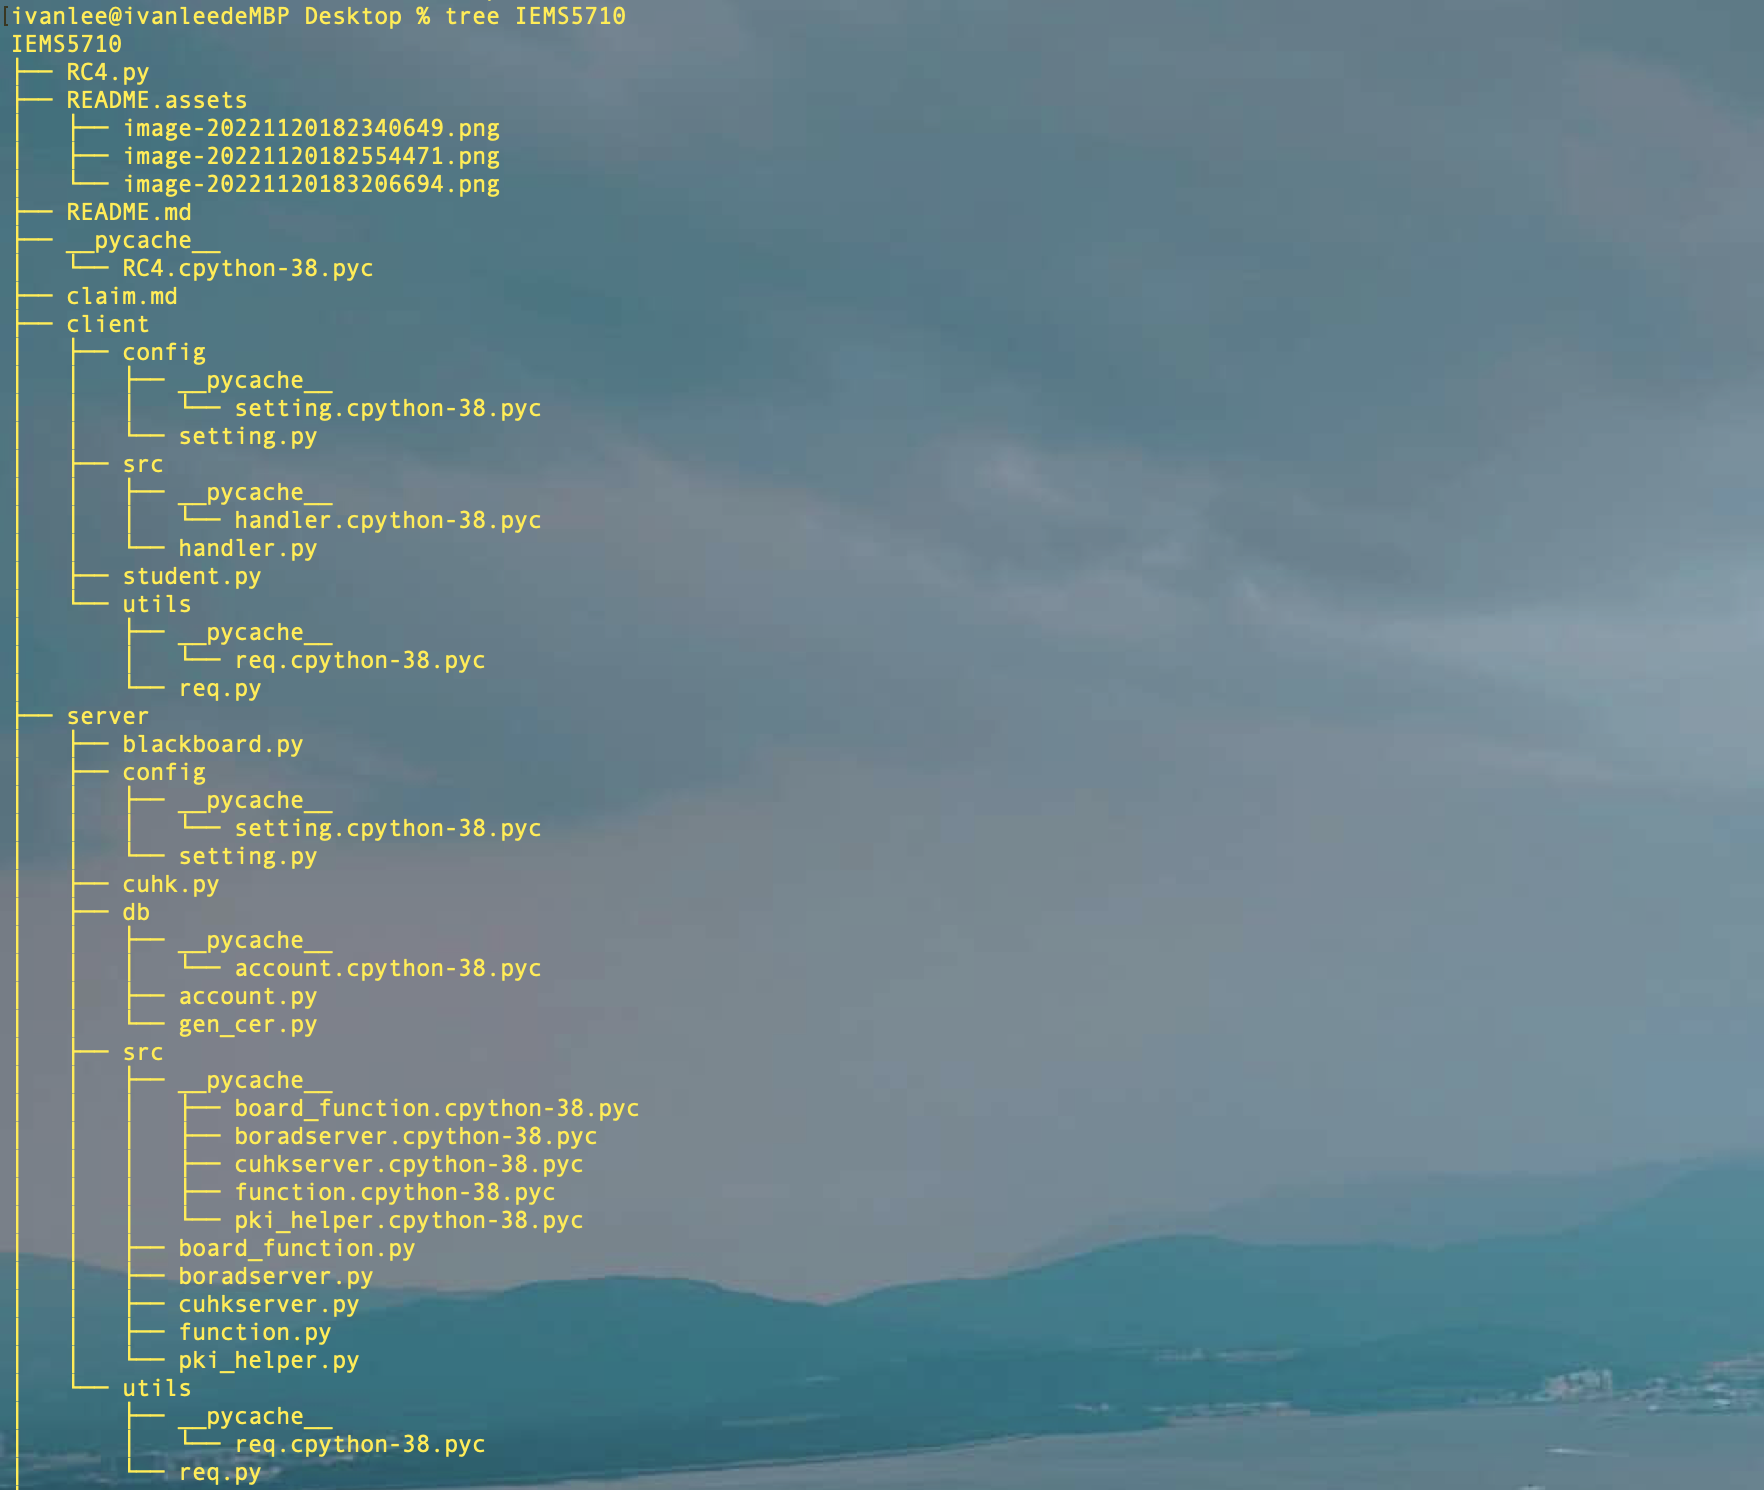 [ivanlee@ivanleedeMBP Desktop % tree IEMS5710
IEMS5710
├── RC4.py
├── README.assets
│   ├── image-20221120182340649.png
│   ├── image-20221120182554471.png
│   └── image-20221120183206694.png
├── README.md
├── __pycache__
│   └── RC4.cpython-38.pyc
├── claim.md
├── client
│   ├── config
│   │   ├── __pycache__
│   │   │   └── setting.cpython-38.pyc
│   │   └── setting.py
│   ├── src
│   │   ├── __pycache__
│   │   │   └── handler.cpython-38.pyc
│   │   └── handler.py
│   ├── student.py
│   └── utils
│       ├── __pycache__
│       │   └── req.cpython-38.pyc
│       └── req.py
├── server
│   ├── blackboard.py
│   ├── config
│   │   ├── __pycache__
│   │   │   └── setting.cpython-38.pyc
│   │   └── setting.py
│   ├── cuhk.py
│   ├── db
│   │   ├── __pycache__
│   │   │   └── account.cpython-38.pyc
│   │   ├── account.py
│   │   └── gen_cer.py
│   ├── src
│   │   ├── __pycache__
│   │   │   ├── board_function.cpython-38.pyc
│   │   │   ├── boradserver.cpython-38.pyc
│   │   │   ├── cuhkserver.cpython-38.pyc
│   │   │   ├── function.cpython-38.pyc
│   │   │   └── pki_helper.cpython-38.pyc
│   │   ├── board_function.py
│   │   ├── boradserver.py
│   │   ├── cuhkserver.py
│   │   ├── function.py
│   │   └── pki_helper.py
│   └── utils
│       ├── __pycache__
│       │   └── req.cpython-38.pyc
│       └── req.py